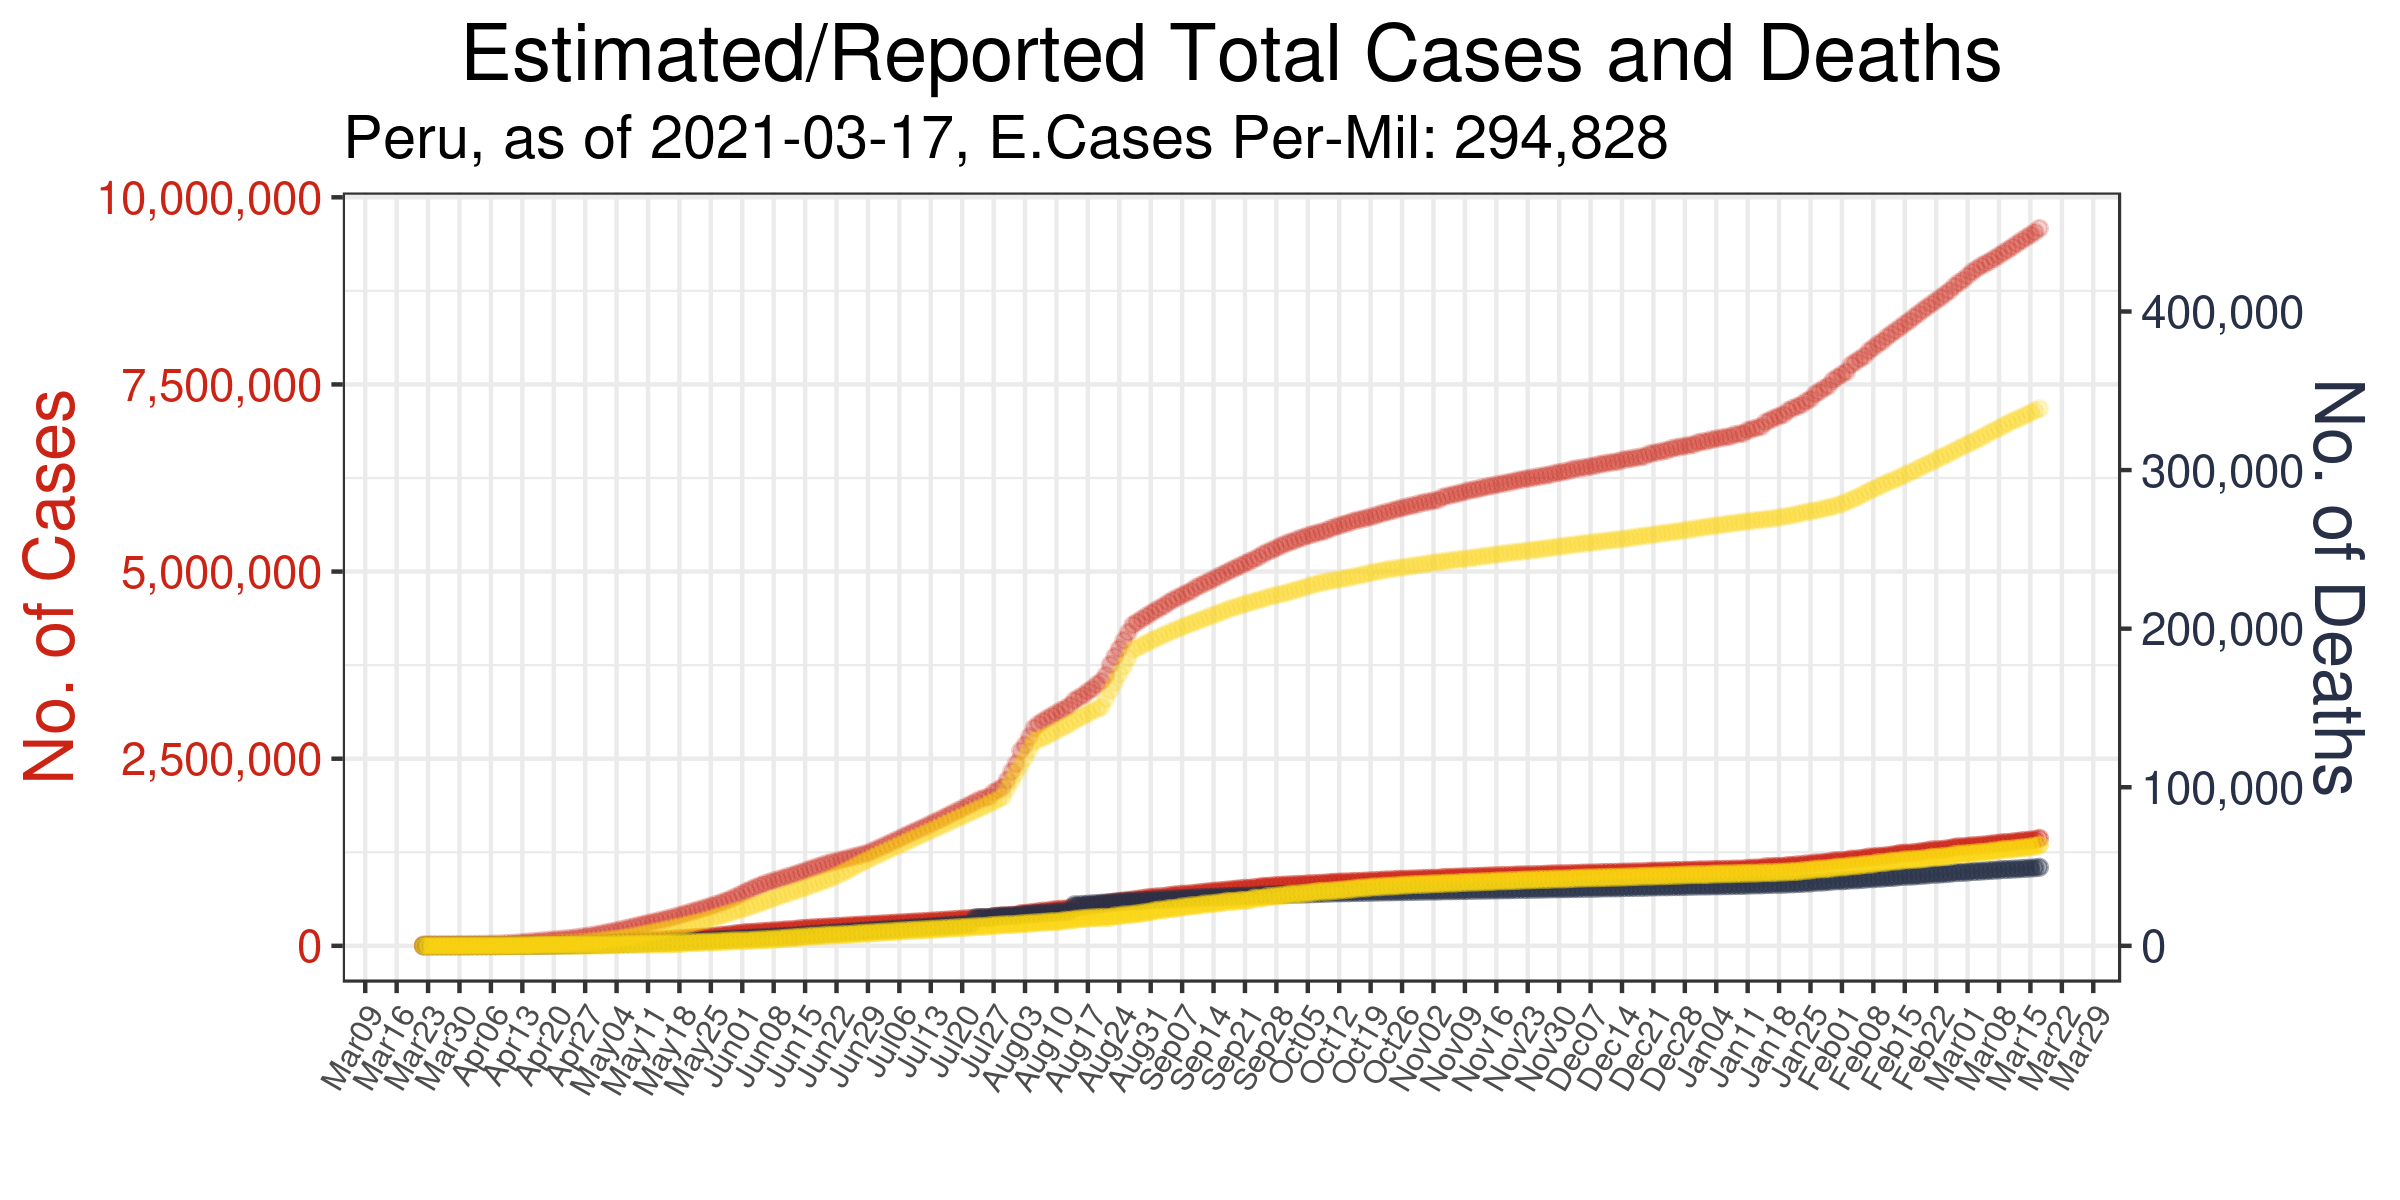 Estimated/Reported Total Cases and Deaths
Peru, as of 2021-03-17, E.Cases Per-Mil: 294,828
No. of Cases
10,000,000
7,500,000
5,000,000
2,500,000
0
400,000
300,000
200,000
100,000
0
No. of Deaths
Mar09
Mar16
Mar23
Mar30
Apr06
Apr13
Apr20
Apr27
May04
May11
May18
May25
Jun01
Jun08
Jun15
Jun22
Jun29
Jul06
Jul13
Jul20
Jul27
Aug03
Aug10
Aug17
Aug24
Aug31
Sep07
Sep14
Sep21
Sep28
Oct05
Oct12
Oct19
Oct26
Nov02
Nov09
Nov16
Nov23
Nov30
Dec07
Dec14
Dec21
Dec28
Jan04
Jan11
Jan18
Jan25
Feb01
Feb08
Feb15
Feb22
Mar01
Mar08
Mar15
Mar22
Mar29